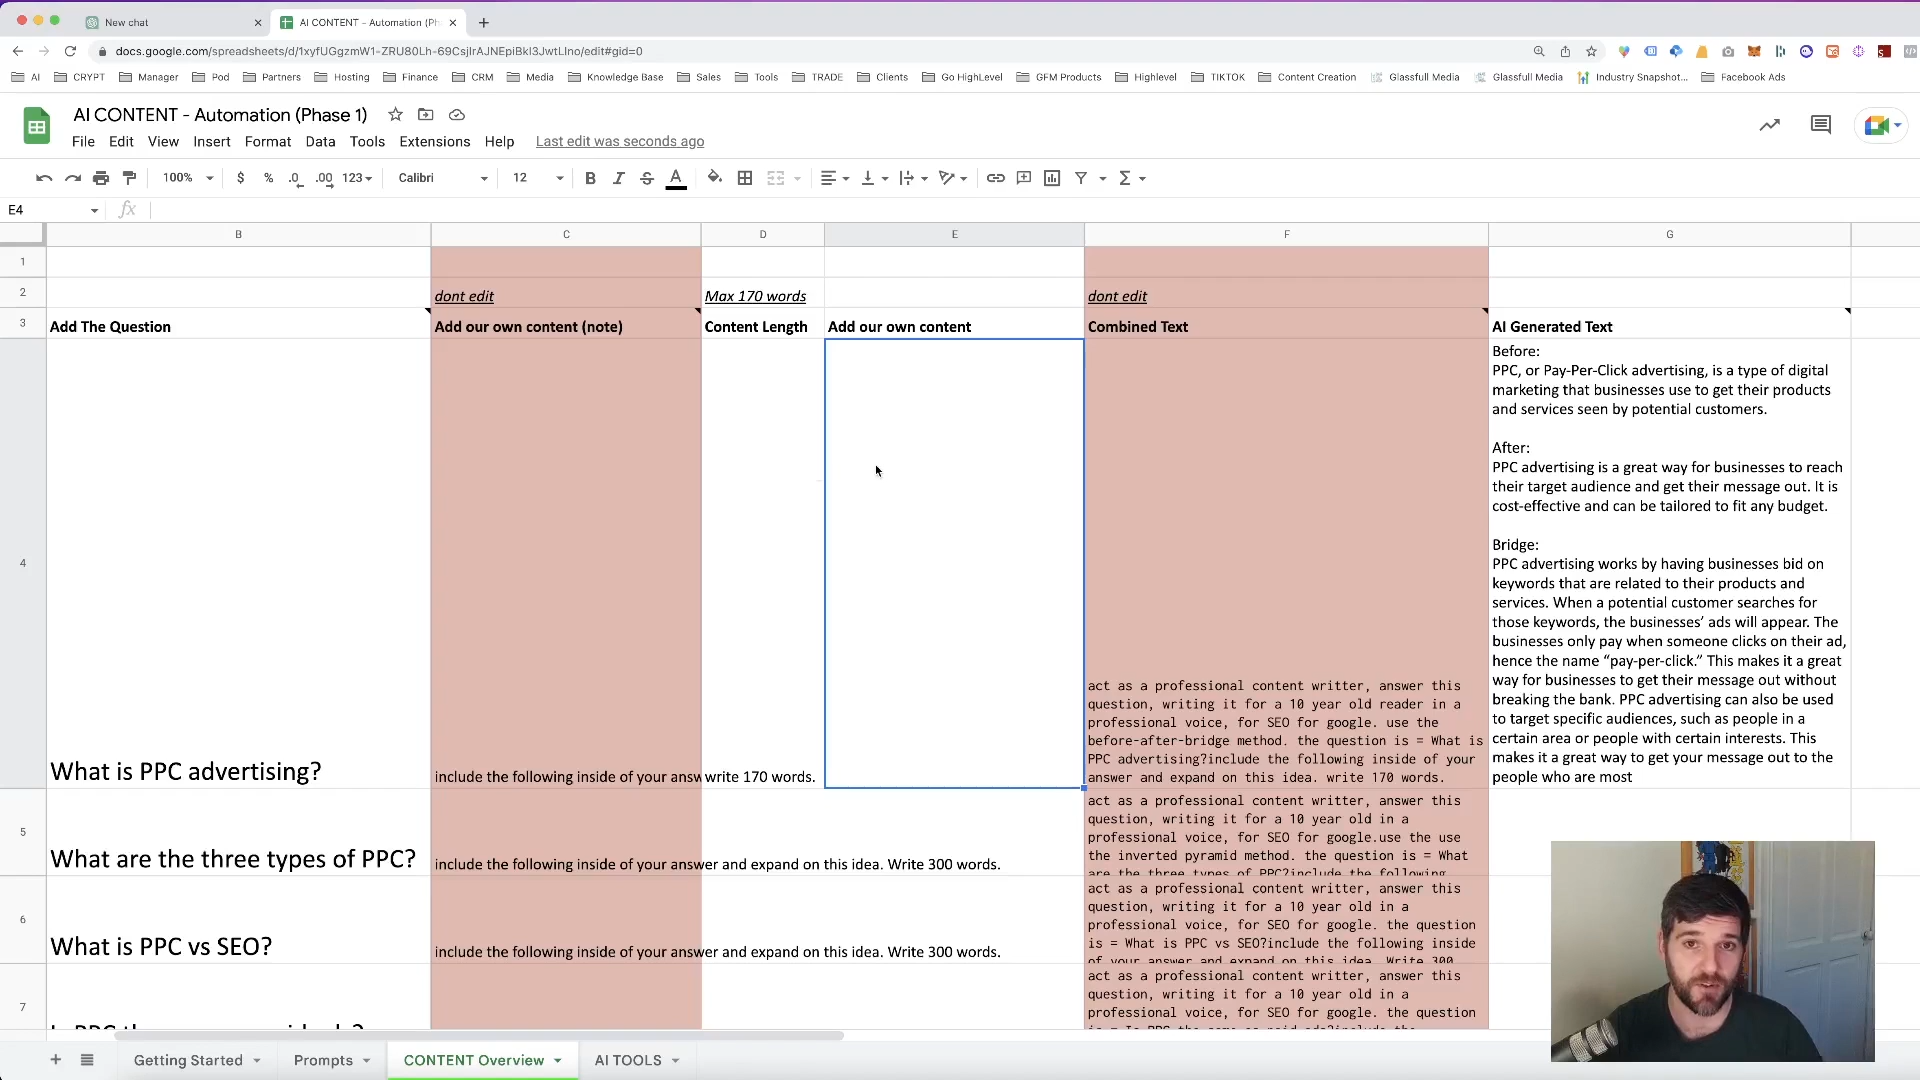 New chat
AI CONTENT - Automation (Ph
docs.google.com/spreadsheets/d/1xyfUGgzmW1-ZRU80Lh-69CsjIrAJNEpiBkI3JwtLIno/edit#gid=0
AI
CRYPT
Manager
Pod
Partners
Hosting
Finance
CRM
Media
Knowledge Base
Sales
Tools
TRADE
Clients
Go HighLevel
GFM Products
Highlevel
TIKTOK
Content Creation
Glassfull Media
Glassfull Media
Industry Snapshot...
Facebook Ads
AI CONTENT - Automation (Phase 1)
File Edit View Insert Format Data Tools Extensions Help Last edit was seconds ago
100% $ % .0 .00 123 Calibri 12 B I S A
E4 fx
B C D E F G
1
2 dont edit Max 170 words dont edit
3 Add The Question Add our own content (note) Content Length Add our own content Combined Text AI Generated Text
4
What is PPC advertising?
include the following inside of your answ
write 170 words.
act as a professional content writter, answer this
question, writing it for a 10 year old reader in a
professional voice, for SEO for google. use the
before-after-bridge method. the question is = What is
PPC advertising?include the following inside of your
answer and expand on this idea. write 170 words.
Before:
PPC, or Pay-Per-Click advertising, is a type of digital
marketing that businesses use to get their products
and services seen by potential customers.
After:
PPC advertising is a great way for businesses to reach
their target audience and get their message out. It is
cost-effective and can be tailored to fit any budget.
Bridge:
PPC advertising works by having businesses bid on
keywords that are related to their products and
services. When a potential customer searches for
those keywords, the businesses’ ads will appear. The
businesses only pay when someone clicks on their ad,
hence the name “pay-per-click.” This makes it a great
way for businesses to get their message out without
breaking the bank. PPC advertising can also be used
to target specific audiences, such as people in a
certain area or people with certain interests. This
makes it a great way to get your message out to the
people who are most
5
What are the three types of PPC?
include the following inside of your answer and expand on this idea. Write 300 words.
act as a professional content writter, answer this
question, writing it for a 10 year old in a
professional voice, for SEO for google.use the use
the inverted pyramid method. the question is = What
are the three types of PPC?include the following
6
What is PPC vs SEO?
include the following inside of your answer and expand on this idea. Write 300 words.
act as a professional content writter, answer this
question, writing it for a 10 year old in a
professional voice, for SEO for google. the question
is = What is PPC vs SEO?include the following inside
of your answer and expand on this idea. Write 300
7
act as a professional content writter, answer this
question, writing it for a 10 year old in a
professional voice, for SEO for google. the question
Getting Started
Prompts
CONTENT Overview
AI TOOLS